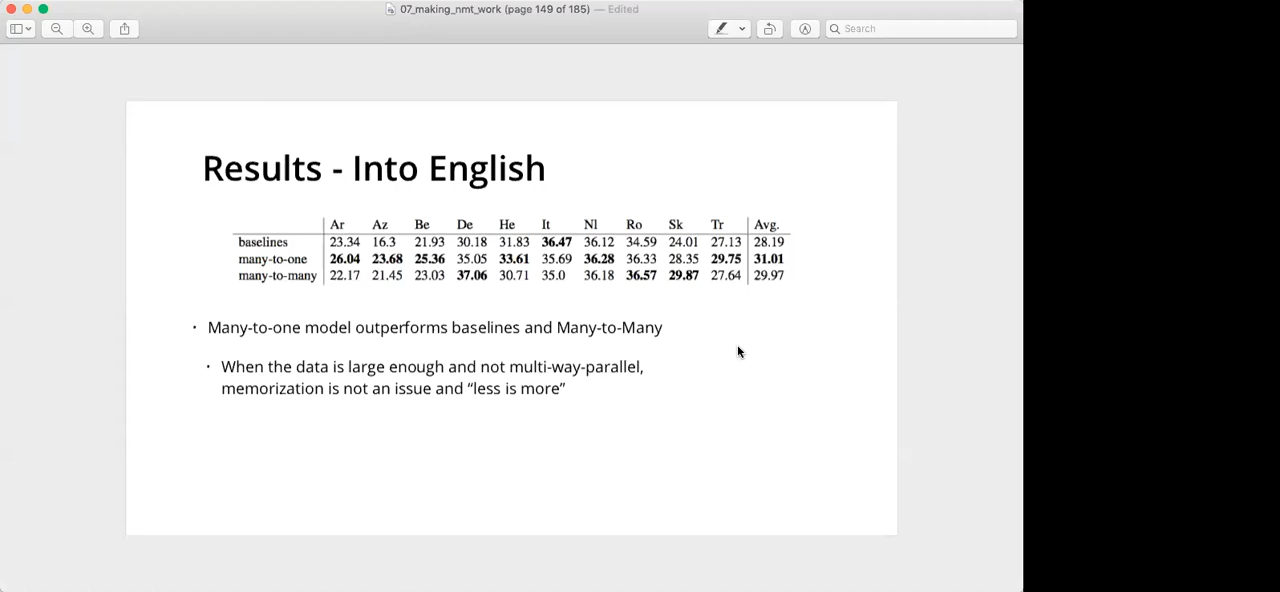 07_making_nmt_work (page 149 of 185) — Edited
Search
Results - Into English
Ar Az Be De He It Nl Ro Sk Tr Avg.
baselines 23.34 16.3 21.93 30.18 31.83 36.47 36.12 34.59 24.01 27.13 28.19
many-to-one 26.04 23.68 25.36 35.05 33.61 35.69 36.28 36.33 28.35 29.75 31.01
many-to-many 22.17 21.45 23.03 37.06 30.71 35.0 36.18 36.57 29.87 27.64 29.97
· Many-to-one model outperforms baselines and Many-to-Many
· When the data is large enough and not multi-way-parallel,
memorization is not an issue and “less is more”